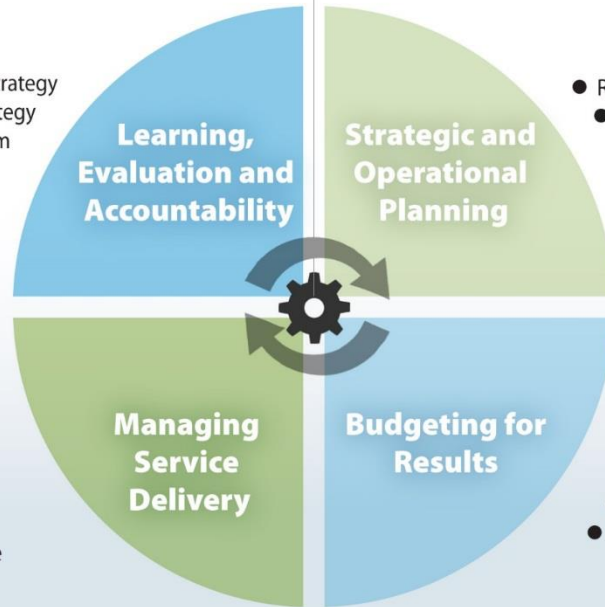 Learning,
Evaluation and
Accountability
Strategic and
Operational
Planning
Managing
Service
Delivery
Budgeting for
Results